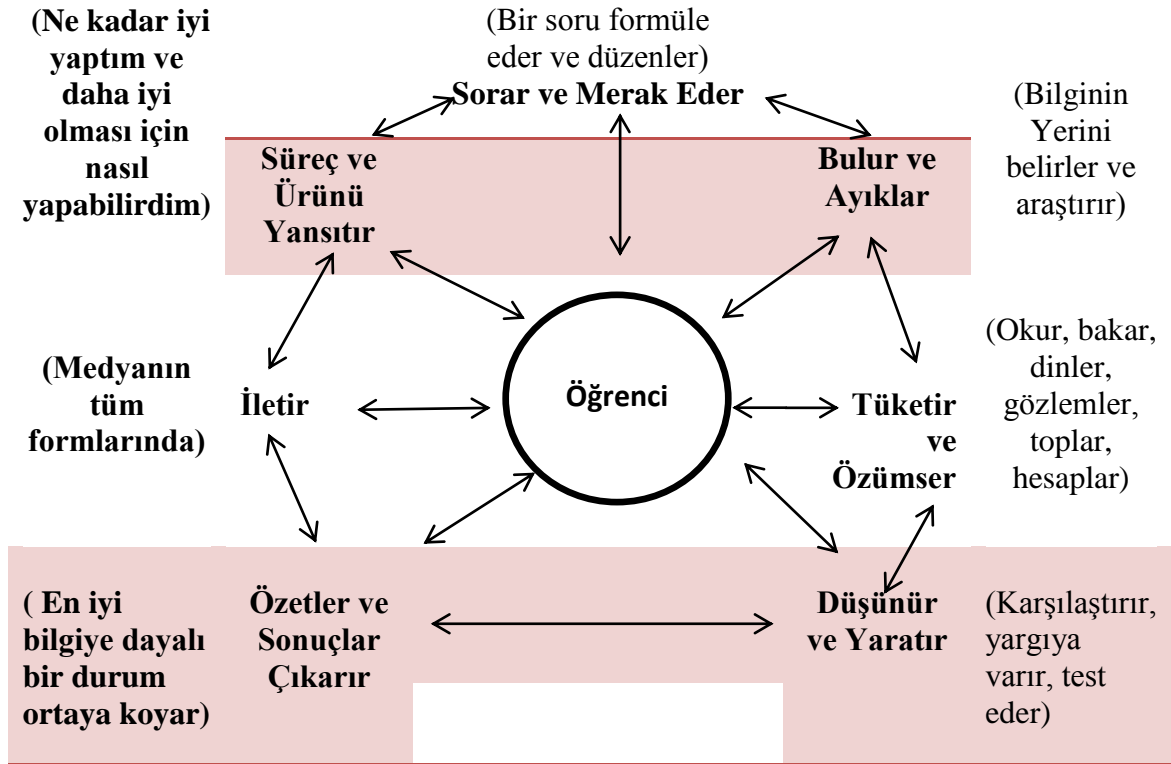 (Ne kadar iyi
yaptım ve
daha iyi
olması için
nasıl
yapabilirdim)
(Bir soru formüle
eder ve düzenler)
Sorar ve Merak Eder
Süreç ve
Ürünü
Yansıtır
Bulur ve
Ayıklar
(Bilginin
Yerini
belirler ve
araştırır)
(Medyanın
tüm
formlarında)
İletir
Öğrenci
Tüketir
ve
Özümser
(Okur, bakar,
dinler,
gözlemler,
toplar,
hesaplar)
( En iyi
bilgiye dayalı
bir durum
ortaya koyar)
Özetler ve
Sonuçlar
Çıkarır
Düşünür
ve Yaratır
(Karşılaştırır,
yargıya
varır, test
eder)